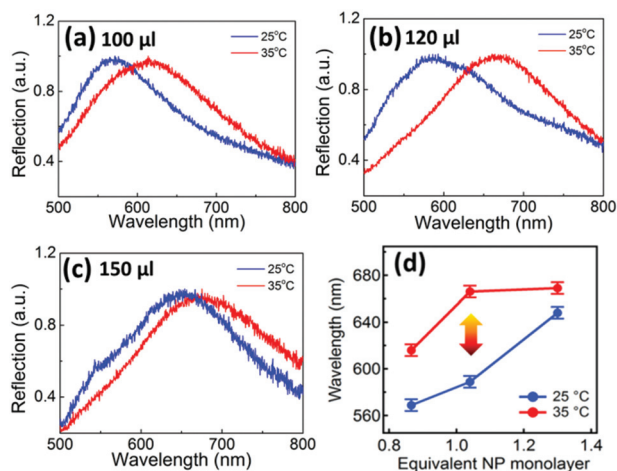 (a) 100 µl
25°C
35°C
1.2
0.8
0.4
Reflection (a.u.)
500 600 700 800
Wavelength (nm)
(b) 120 µl
25°C
35°C
1.2
0.8
0.4
Reflection (a.u.)
500 600 700 800
Wavelength (nm)
(c) 150 µl
25°C
35°C
1.2
0.8
0.4
Reflection (a.u.)
500 600 700 800
Wavelength (nm)
(d)
680
640
600
560
Wavelength (nm)
25 °C
35 °C
0.8 1.0 1.2 1.4
Equivalent NP monolayer